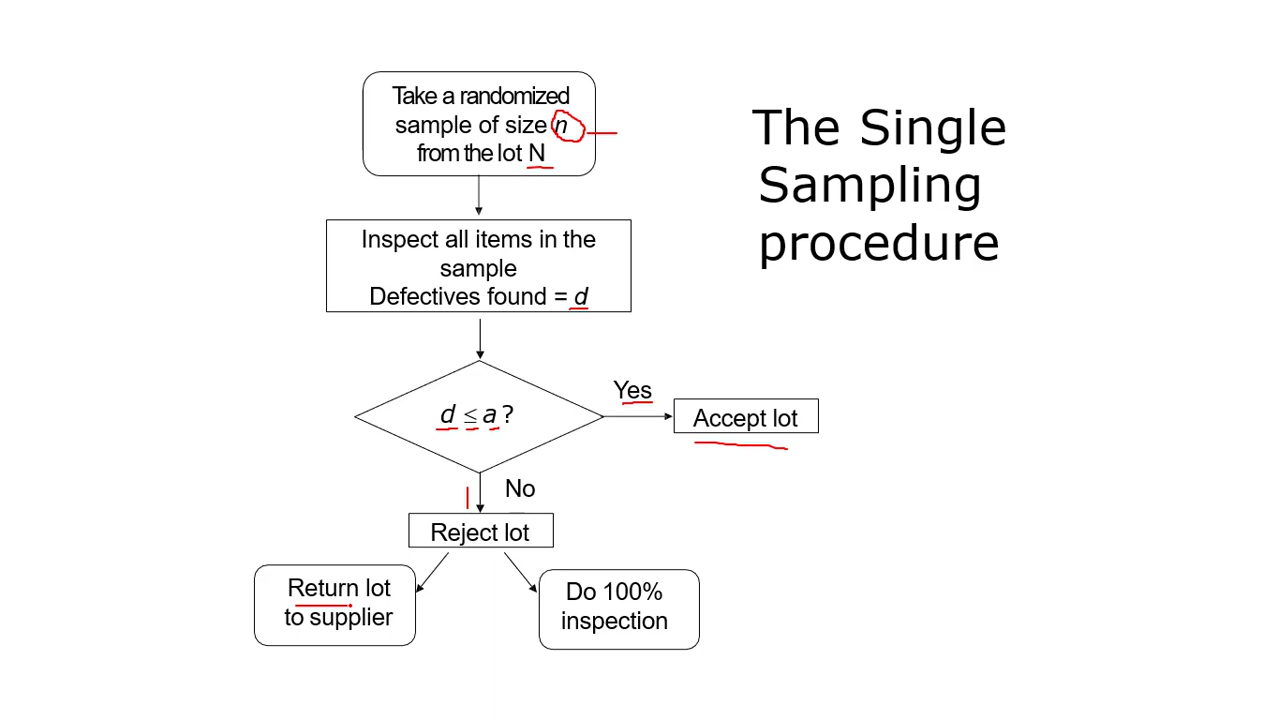 Take a randomized
sample of size n
from the lot N
The Single
Sampling
procedure
Inspect all items in the
sample
Defectives found = d
d ≤ a?
Yes
Accept lot
No
Reject lot
Return lot
to supplier
Do 100%
inspection